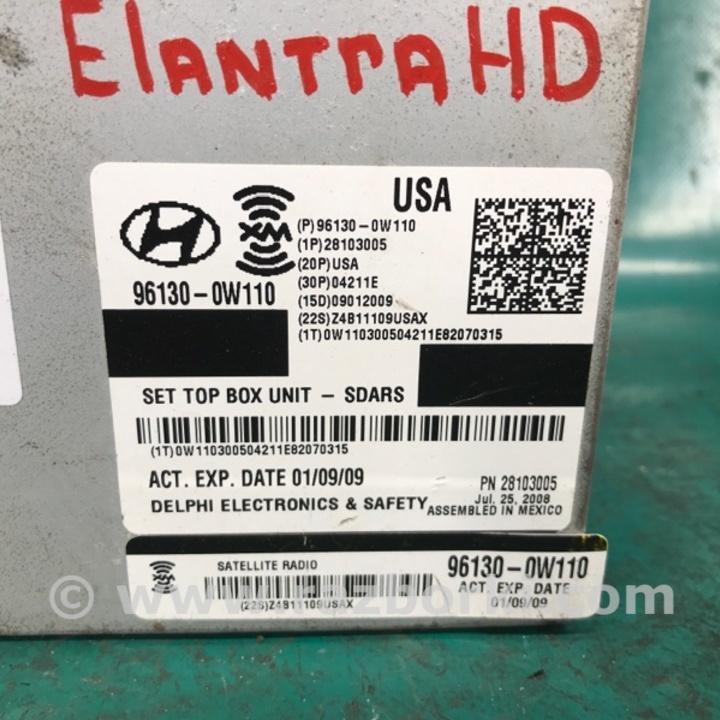 ELANTRA HD
USA
XM
(P)96130-0W110
(1P)28103005
(20P)USA
(30P)04211E
(15D)09012009
(22S)Z4B11109USAX
(1T)0W110300504211E82070315
96130-0W110
SET TOP BOX UNIT - SDARS
(1T)0W110300504211E82070315
ACT. EXP. DATE 01/09/09
PN 28103005
Jul. 25, 2008
DELPHI ELECTRONICS & SAFETY
ASSEMBLED IN MEXICO
XM
SATELLITE RADIO
(22S)Z4B11109USAX
96130-0W110
ACT. EXP. DATE
01/09/09